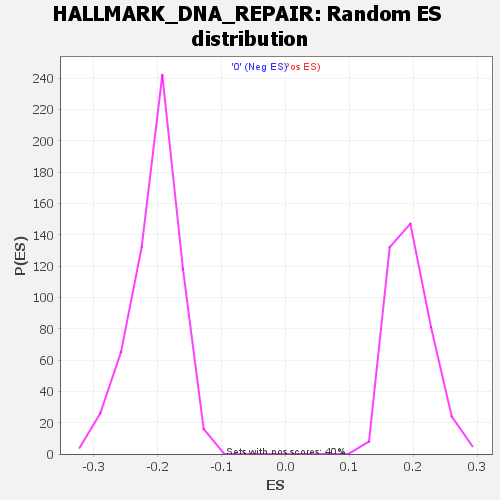 HALLMARK_DNA_REPAIR: Random ES
distribution
'0' (Neg ES)
Pos ES)
P(ES)
240
220
200
180
160
140
120
100
80
60
40
20
0
Sets with pos scores: 40%
-0.3 -0.2 -0.1 0.0 0.1 0.2 0.3
ES